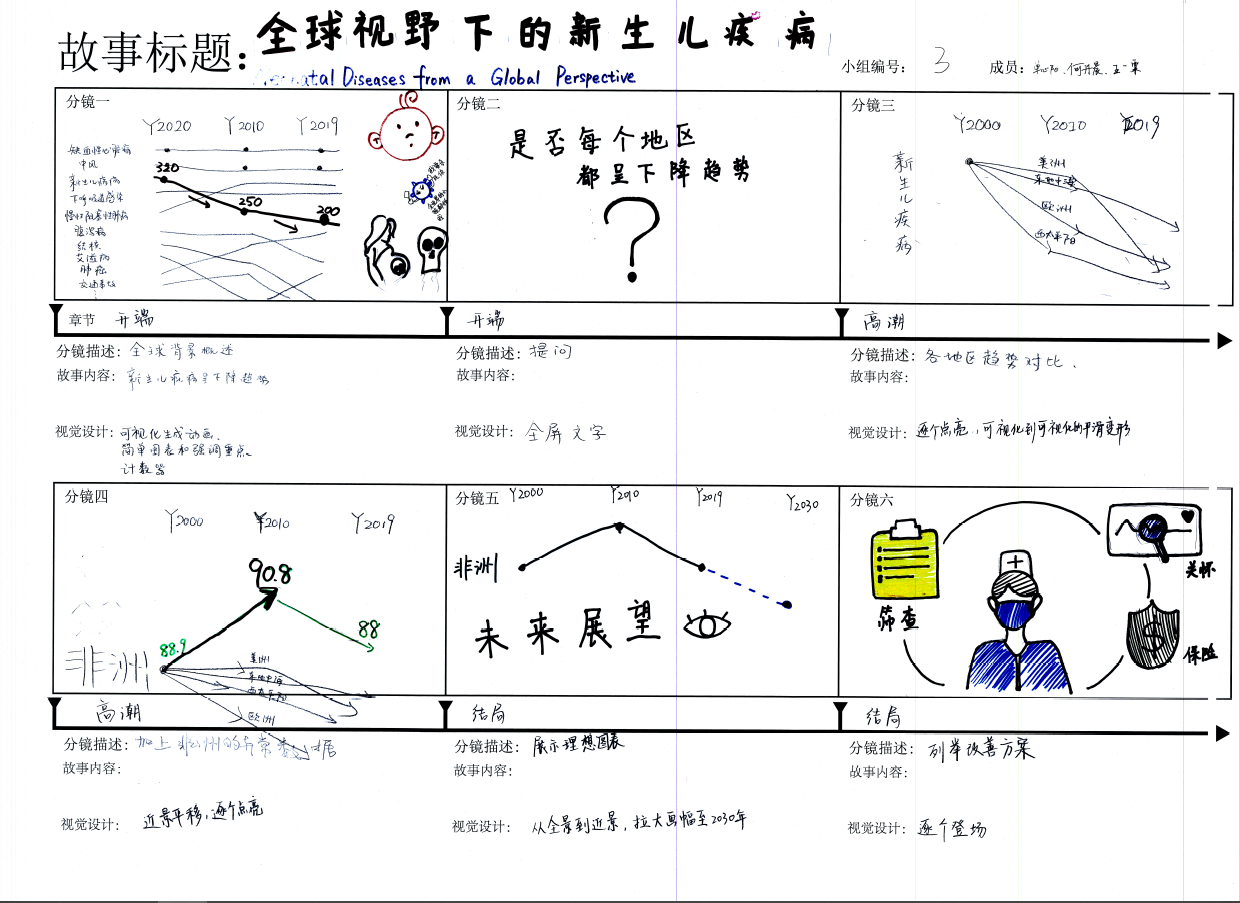 故事标题：全球视野下的新生儿疾病
Neonatal Diseases from a Global Perspective
小组编号： 3 成员：
分镜一
Y2020 Y2010 Y2019
缺血性心脏病
中风
新生儿疾病
下呼吸道感染
慢性阻塞性肺病
腹泻病
结核
艾滋病
肺癌
交通事故
320
250
200
分镜二
是否每个地区
都呈下降趋势
?
分镜三
Y2000 Y2010 2019
新生儿疾病
美洲
东地中海
欧洲
西太平洋
章节 开端
开端
高潮
分镜描述：全球背景概述
故事内容：新生儿疾病呈下降趋势
视觉设计：可视化生成动画.
简单图表和强调重点.
计数器
分镜描述：提问
故事内容：
视觉设计：全屏文字
分镜描述：各地区趋势对比.
故事内容：
视觉设计：逐个点亮，可视化到可视化的平滑变形
分镜四
Y2000 Y2010 Y2019
90.8
88.9
88
非洲
美洲
东地中海
西太平洋
欧洲
分镜五
Y2000 Y2010 Y2019 Y2030
非洲
未来展望
分镜六
筛查
关怀
保险
$
高潮
结局
结局
分镜描述：加上非洲的异常数据
故事内容：
视觉设计：近景平移，逐个点亮
分镜描述：展示理想图表
故事内容：
视觉设计：从全景到近景，拉大画幅至2030年
分镜描述：列举改善方案
故事内容：
视觉设计：逐个登场